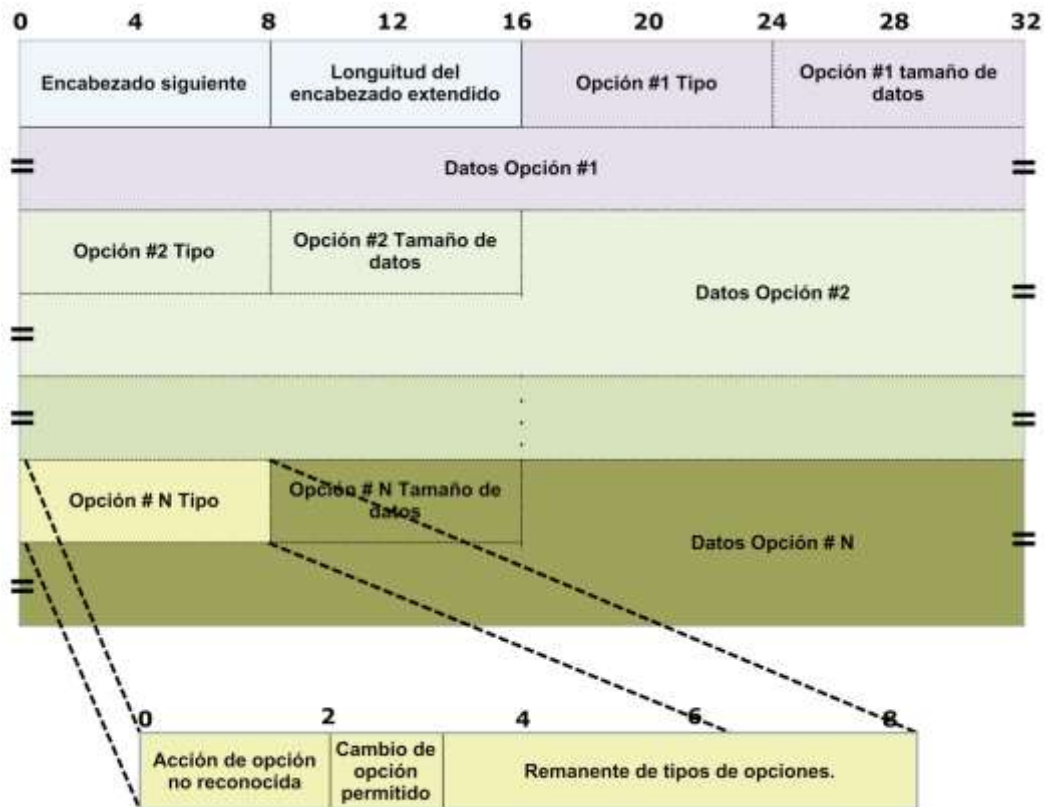 0 4 8 12 16 20 24 28 32
Encabezado siguiente
Longuitud del
encabezado extendido
Opción #1 Tipo
Opción #1 tamaño de
datos
Datos Opción #1
Opción #2 Tipo
Opción #2 Tamaño de
datos
Datos Opción #2
Opción # N Tipo
Opción # N Tamaño de
datos
Datos Opción # N
0 2 4 6 8
Acción de opción
no reconocida
Cambio de
opción
permitido
Remanente de tipos de opciones.